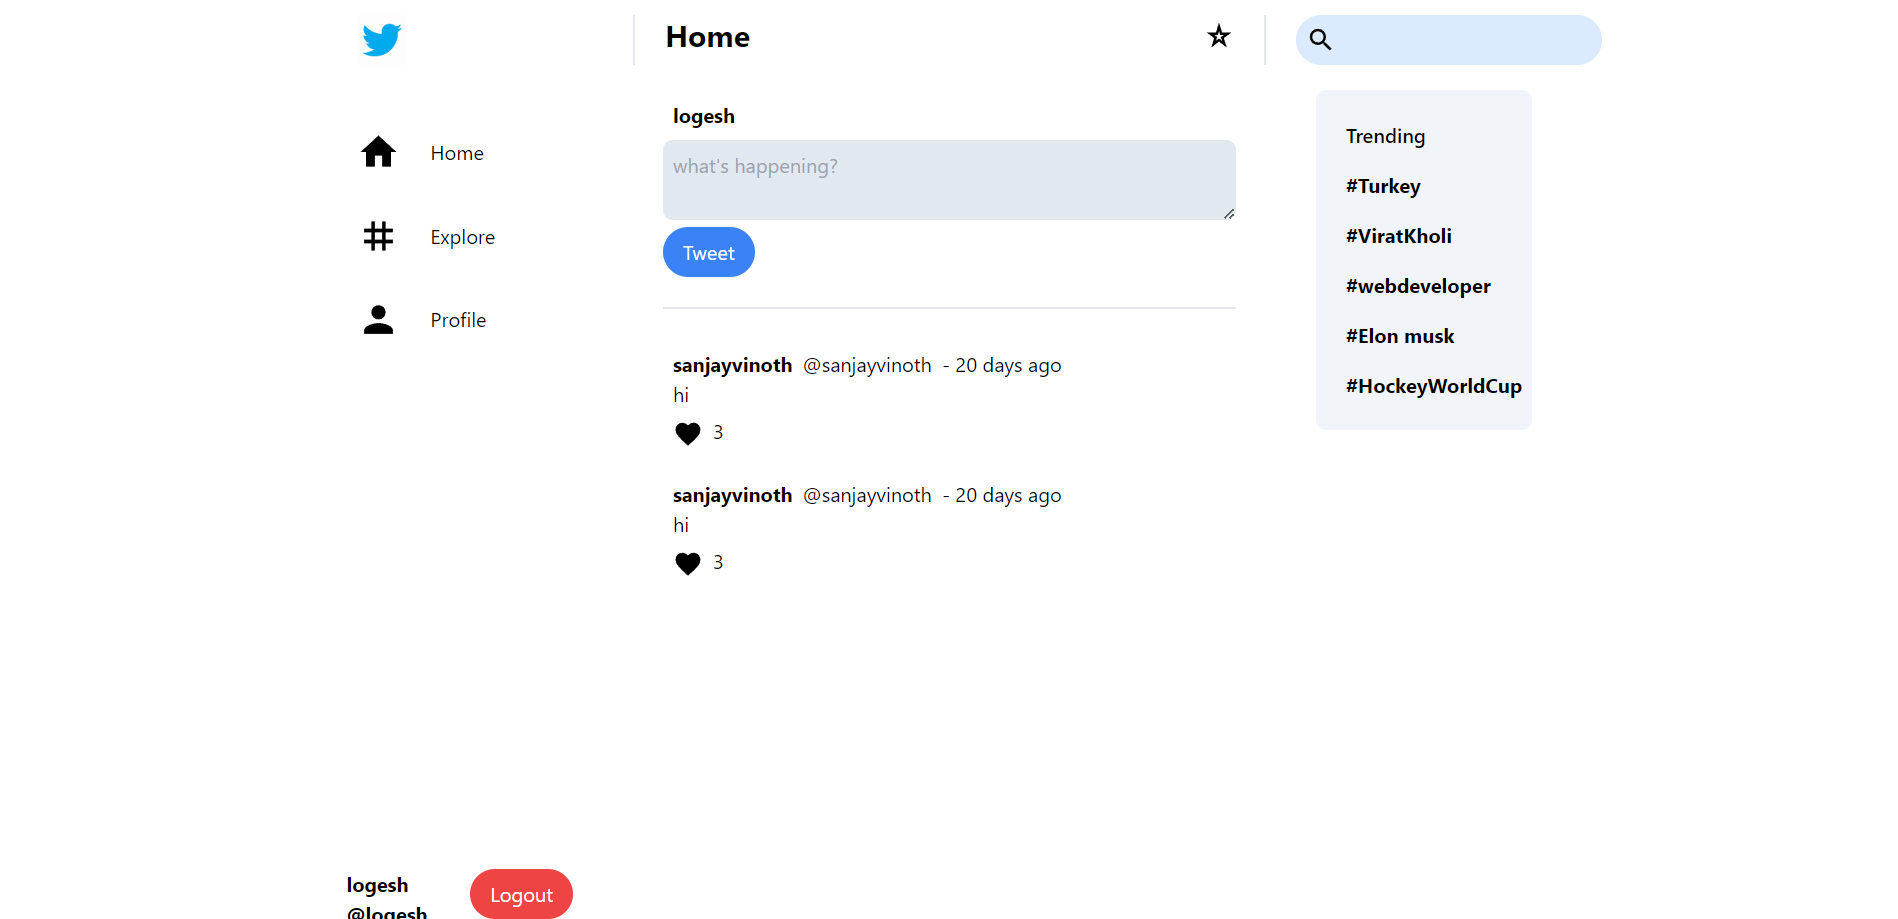 Home
Home
Explore
Profile
logesh
what's happening?
Tweet
sanjayvinoth @sanjayvinoth - 20 days ago
hi
3
sanjayvinoth @sanjayvinoth - 20 days ago
hi
3
Trending
#Turkey
#ViratKholi
#webdeveloper
#Elon musk
#HockeyWorldCup
logesh
@logesh
Logout